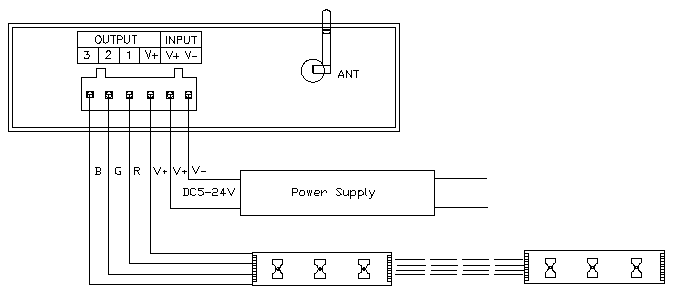 OUTPUT INPUT
3 2 1 V+ V+ V-
ANT
B G R V+ V+ V-
DC5-24V
Power Supply